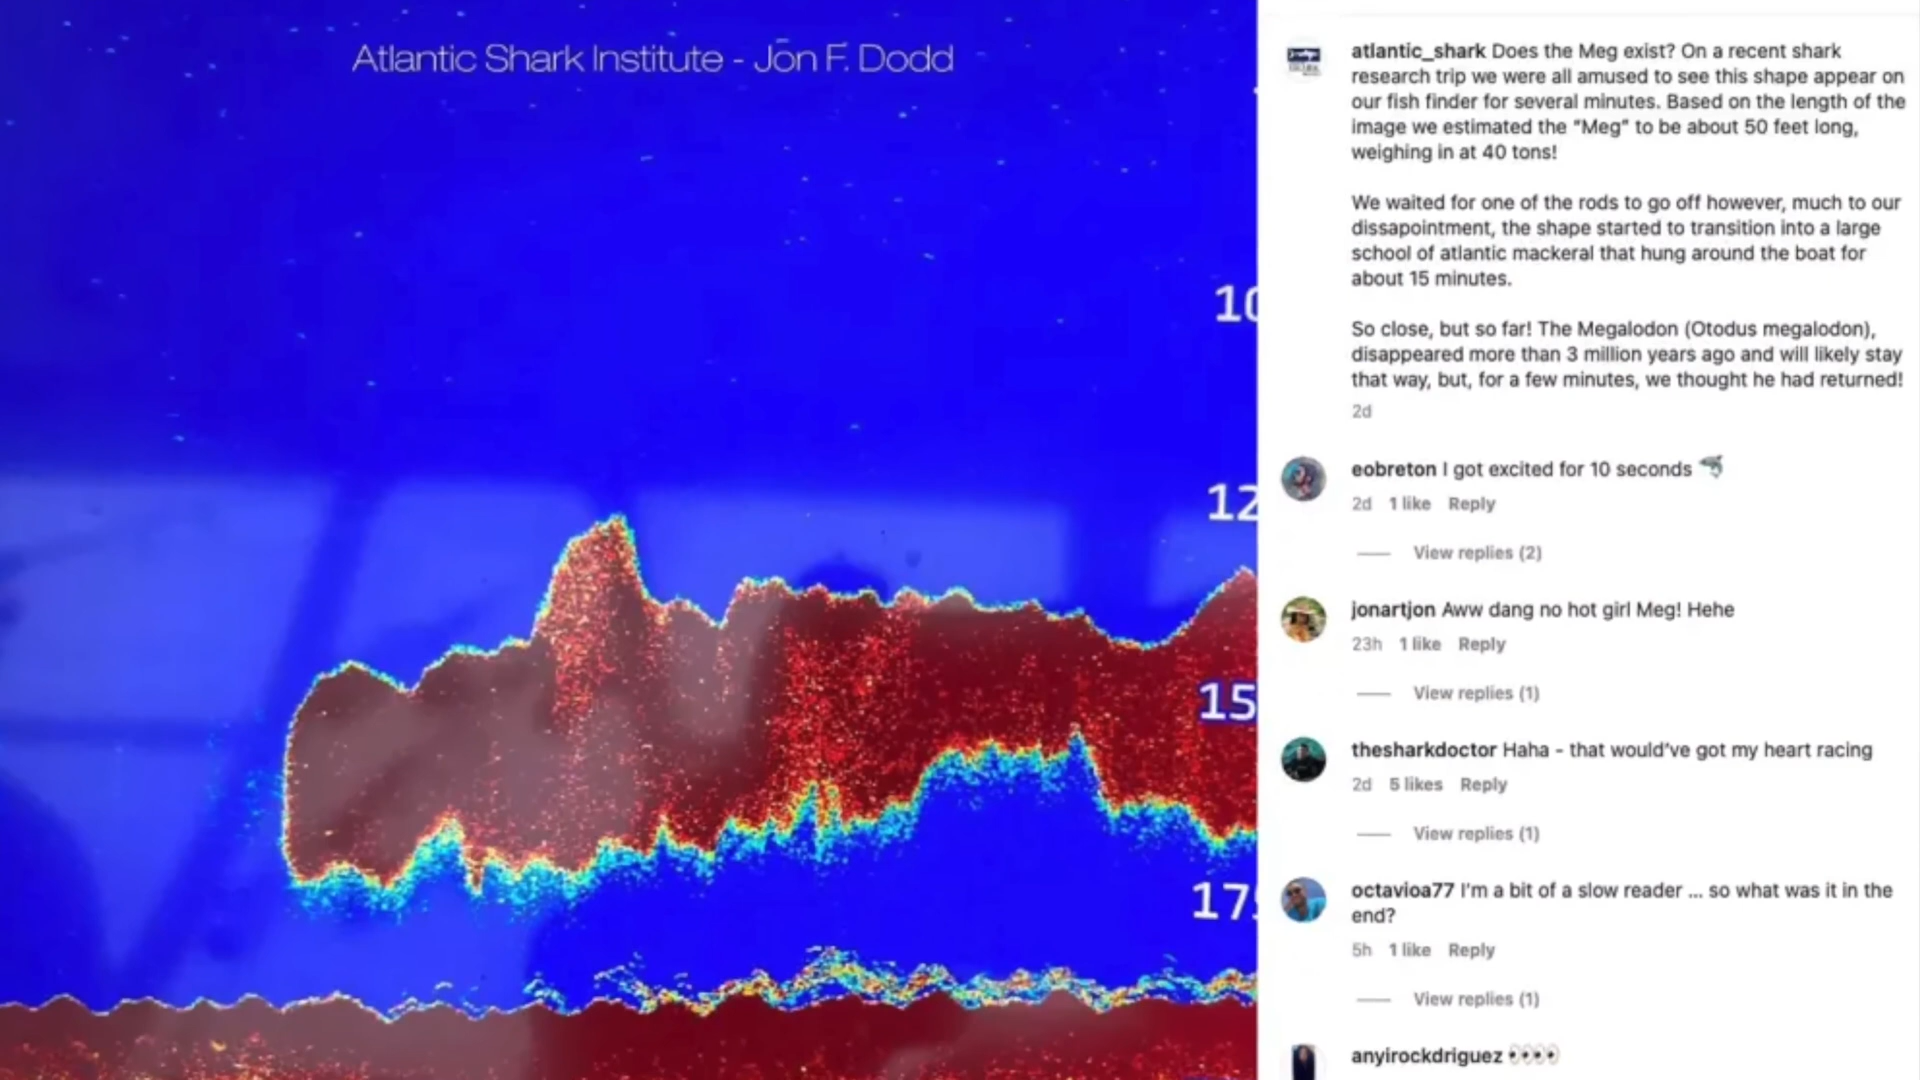 Atlantic Shark Institute - Jon F. Dodd
10
12
15
17
atlantic_shark Does the Meg exist? On a recent shark
research trip we were all amused to see this shape appear on
our fish finder for several minutes. Based on the length of the
image we estimated the “Meg” to be about 50 feet long,
weighing in at 40 tons!
We waited for one of the rods to go off however, much to our
dissapointment, the shape started to transition into a large
school of atlantic mackeral that hung around the boat for
about 15 minutes.
So close, but so far! The Megalodon (Otodus megalodon),
disappeared more than 3 million years ago and will likely stay
that way, but, for a few minutes, we thought he had returned!
2d
eobreton I got excited for 10 seconds 🦈
2d 1 like Reply
View replies (2)
jonartjon Aww dang no hot girl Meg! Hehe
23h 1 like Reply
View replies (1)
thesharkdoctor Haha - that would’ve got my heart racing
2d 5 likes Reply
View replies (1)
octavioa77 I’m a bit of a slow reader ... so what was it in the
end?
5h 1 like Reply
View replies (1)
anyirockdriguez 👀👀